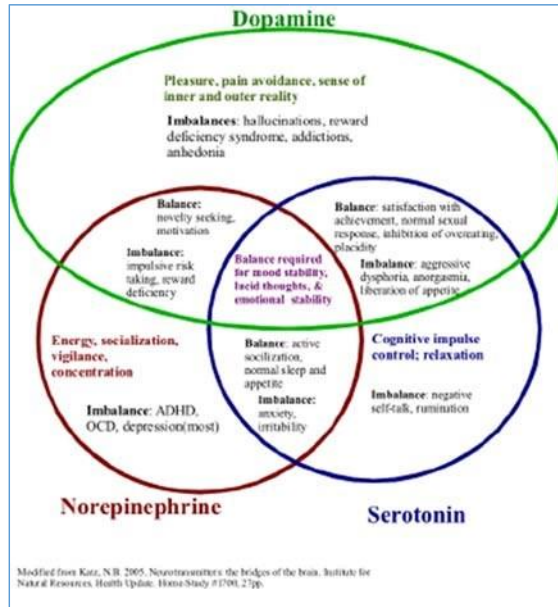 Dopamine
Pleasure, pain avoidance, sense of
inner and outer reality
Imbalances: hallucinations, reward
deficiency syndrome, addictions,
anhedonia
Balance:
novelty seeking,
motivation
Imbalance:
impulsive risk
taking, reward
deficiency
Balance: satisfaction with
achievement, normal sexual
response, inhibition of overeating,
placidity
Imbalance: aggressive
dysphoria, anorgasmia,
liberation of appetite
Balance required
for mood stability,
lucid thoughts, &
emotional stability
Energy, socialization,
vigilance,
concentration
Imbalance: ADHD,
OCD, depression(most)
Balance: active
socilization,
normal sleep and
appetite
Imbalance:
anxiety,
irritability
Cognitive impulse
control; relaxation
Imbalance: negative
self-talk, rumination
Norepinephrine
Serotonin
Modified from Katz, N.B. 2005. Neurotransmitters: the bridges of the brain. Institute for
Natural Resources, Health Update. Home-Study #1700, 27pp.